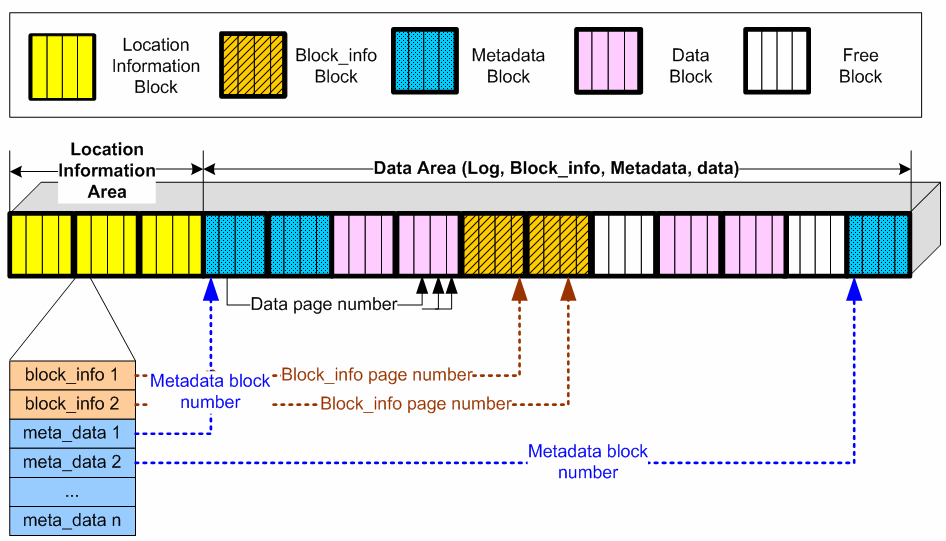 Location
Information
Block
Block_info
Block
Metadata
Block
Data
Block
Free
Block
Location
Information
Area
Data Area (Log, Block_info, Metadata, data)
Data page number
block_info 1
Block_info page number
Metadata block
number
block_info 2
Block_info page number
meta_data 1
meta_data 2
Metadata block
number
...
meta_data n